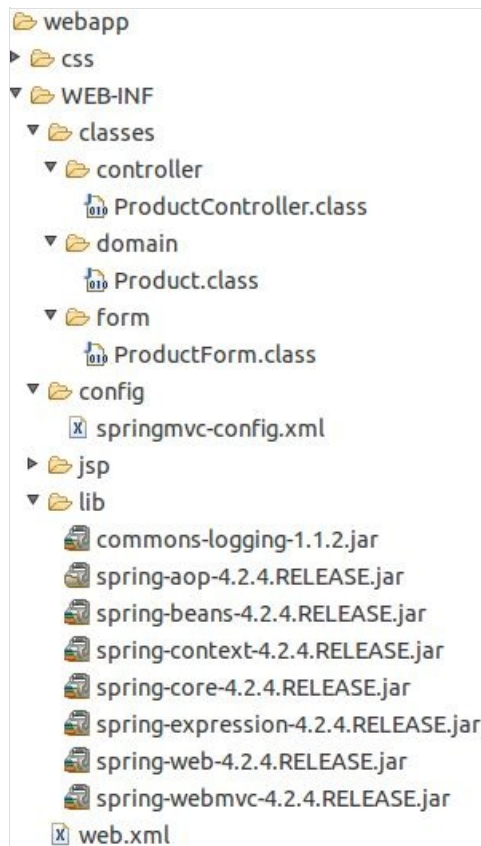 webapp
css
WEB-INF
classes
controller
ProductController.class
domain
Product.class
form
ProductForm.class
config
springmvc-config.xml
jsp
lib
commons-logging-1.1.2.jar
spring-aop-4.2.4.RELEASE.jar
spring-beans-4.2.4.RELEASE.jar
spring-context-4.2.4.RELEASE.jar
spring-core-4.2.4.RELEASE.jar
spring-expression-4.2.4.RELEASE.jar
spring-web-4.2.4.RELEASE.jar
spring-webmvc-4.2.4.RELEASE.jar
web.xml